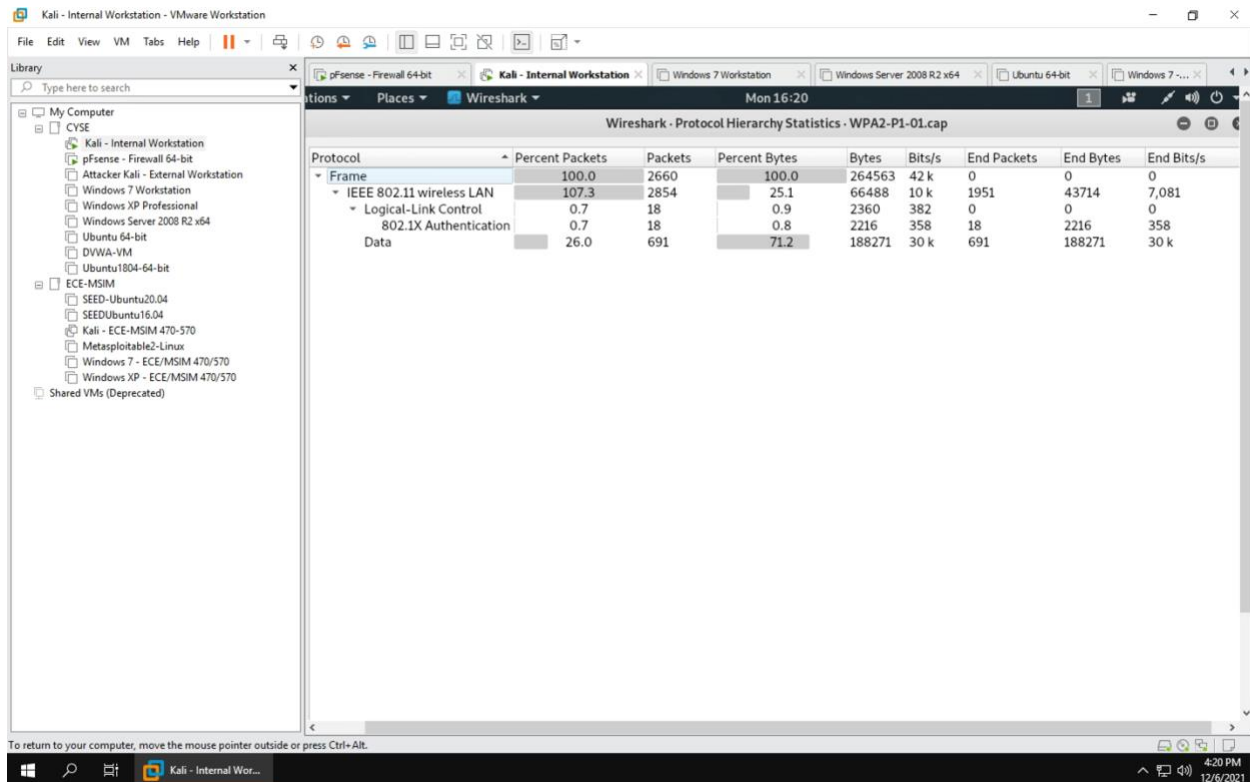 Kali - Internal Workstation - VMware Workstation
File Edit View VM Tabs Help
Library
Type here to search
My Computer
CYSE
Kali - Internal Workstation
pFsense - Firewall 64-bit
Attacker Kali - External Workstation
Windows 7 Workstation
Windows XP Professional
Windows Server 2008 R2 x64
Ubuntu 64-bit
DVWA-VM
Ubuntu1804-64-bit
ECE-MSIM
SEED-Ubuntu20.04
SEEDUbuntu16.04
Kali - ECE-MSIM 470-570
Metasploitable2-Linux
Windows 7 - ECE/MSIM 470/570
Windows XP - ECE/MSIM 470/570
Shared VMs (Deprecated)
pFsense - Firewall 64-bit Kali - Internal Workstation Windows 7 Workstation Windows Server 2008 R2 x64 Ubuntu 64-bit Windows 7 -...
ations Places Wireshark Mon 16:20 1
Wireshark · Protocol Hierarchy Statistics · WPA2-P1-01.cap
Protocol Percent Packets Packets Percent Bytes Bytes Bits/s End Packets End Bytes End Bits/s
Frame 100.0 2660 100.0 264563 42 k 0 0 0
IEEE 802.11 wireless LAN 107.3 2854 25.1 66488 10 k 1951 43714 7,081
Logical-Link Control 0.7 18 0.9 2360 382 0 0 0
802.1X Authentication 0.7 18 0.8 2216 358 18 2216 358
Data 26.0 691 71.2 188271 30 k 691 188271 30 k
To return to your computer, move the mouse pointer outside or press Ctrl+Alt.
Kali - Internal Wor...
4:20 PM
12/6/2021